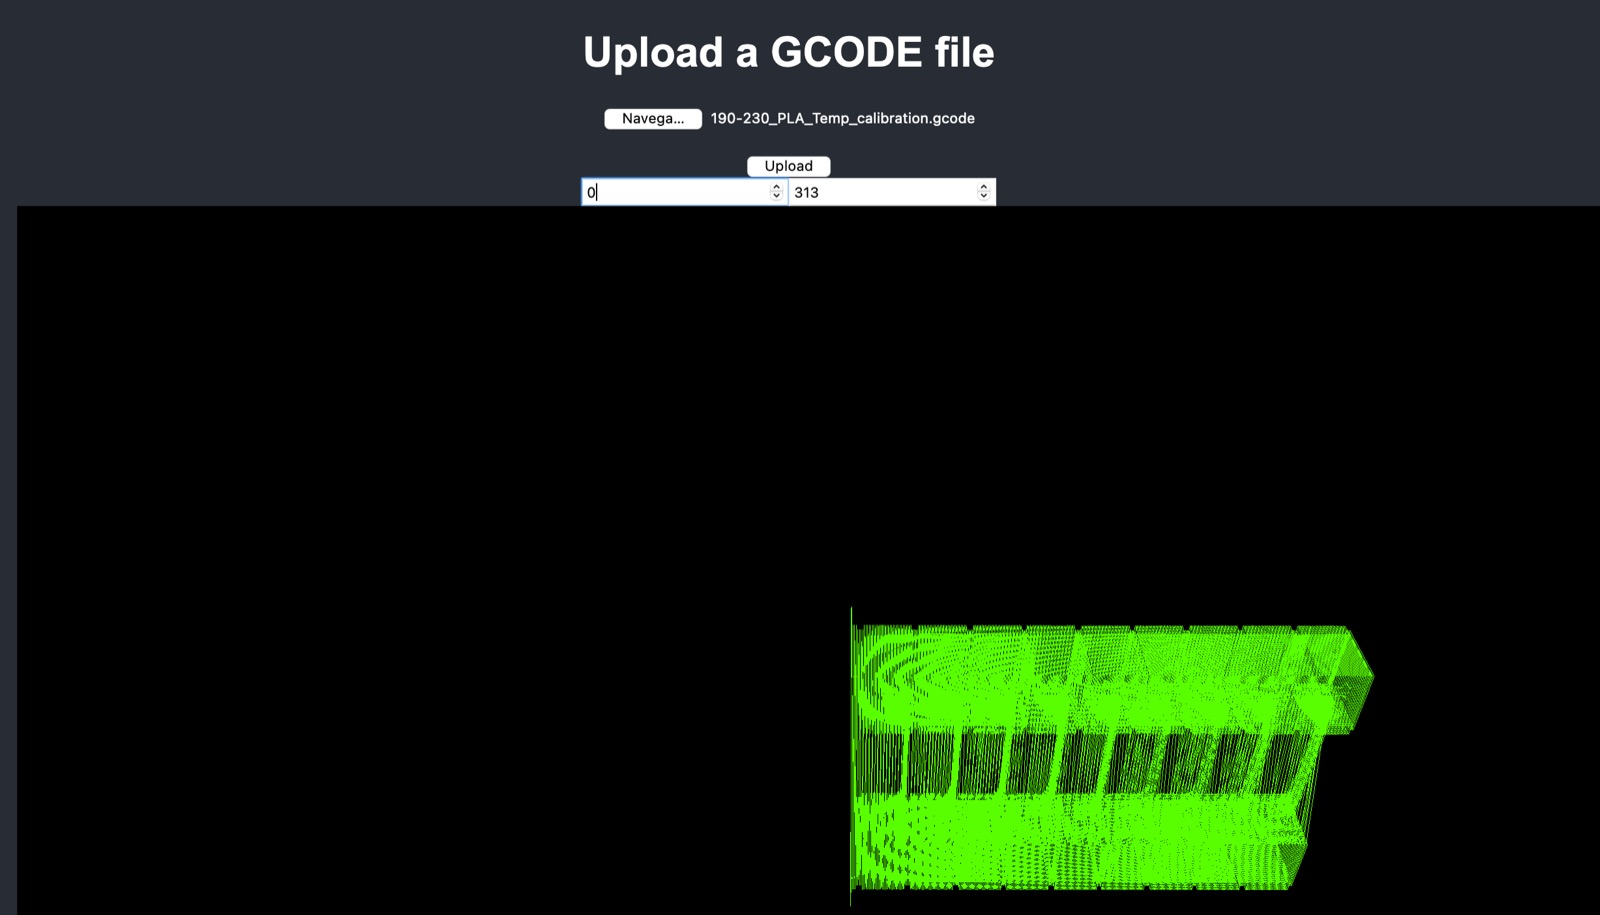 Upload a GCODE file
Navega... 190-230_PLA_Temp_calibration.gcode
Upload
0 313